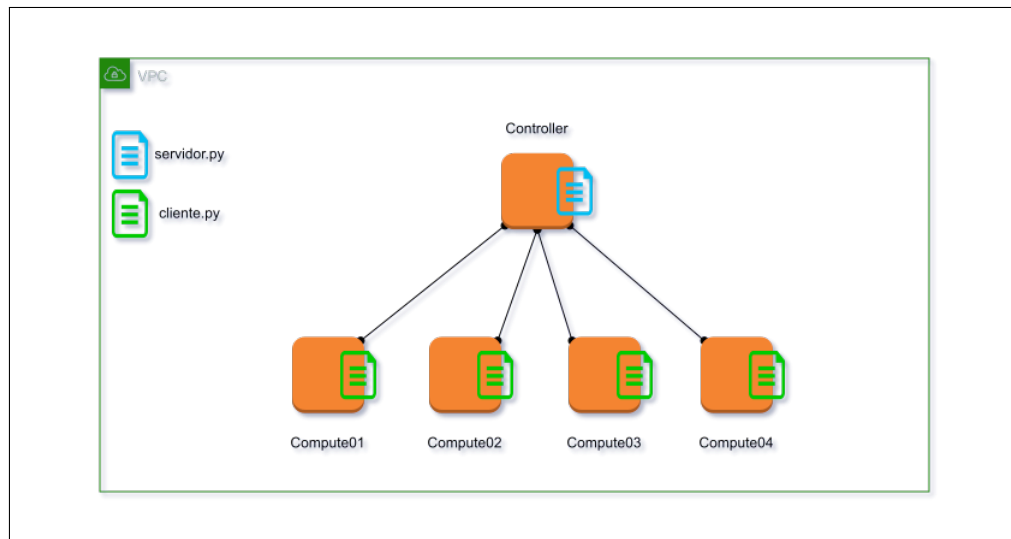 VPC
Controller
servidor.py
cliente.py
Compute01
Compute02
Compute03
Compute04